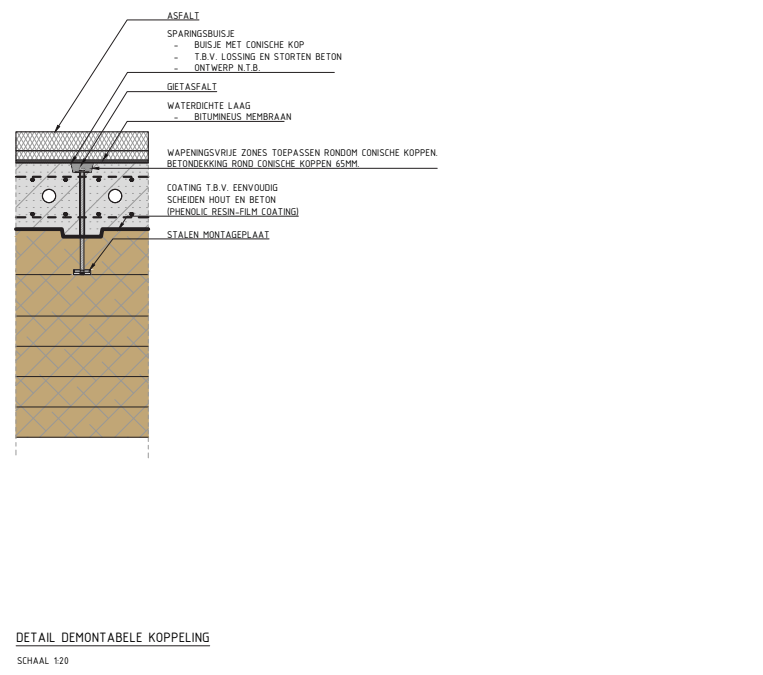 ASFALT
SPARINGSBUISJE
- BUISJE MET CONISCHE KOP
- T.B.V. LOSSING EN STORTEN BETON
- ONTWERP N.T.B.
GIETASFALT
WATERDICHTE LAAG
- BITUMINEUS MEMBRAAN
WAPENINGSVRIJE ZONES TOEPASSEN RONDOM CONISCHE KOPPEN.
BETONDEKKING ROND CONISCHE KOPPEN 65MM.
COATING T.B.V. EENVOUDIG
SCHEIDEN HOUT EN BETON
(PHENOLIC RESIN-FILM COATING)
STALEN MONTAGEPLAAT
DETAIL DEMONTABELE KOPPELING
SCHAAL 1:20